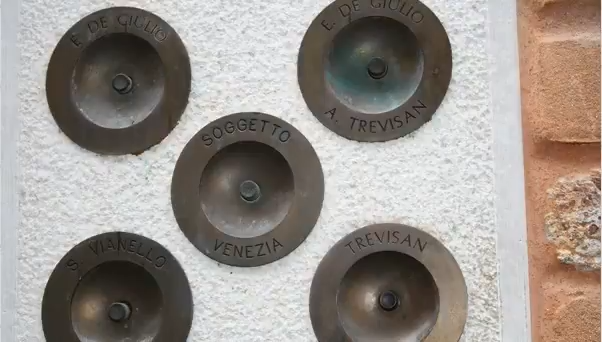 E DE GIULIO
E. DE GIULIO
A. TREVISAN
SOGGETTO
VENEZIA
S. VIANELLO
TREVISAN